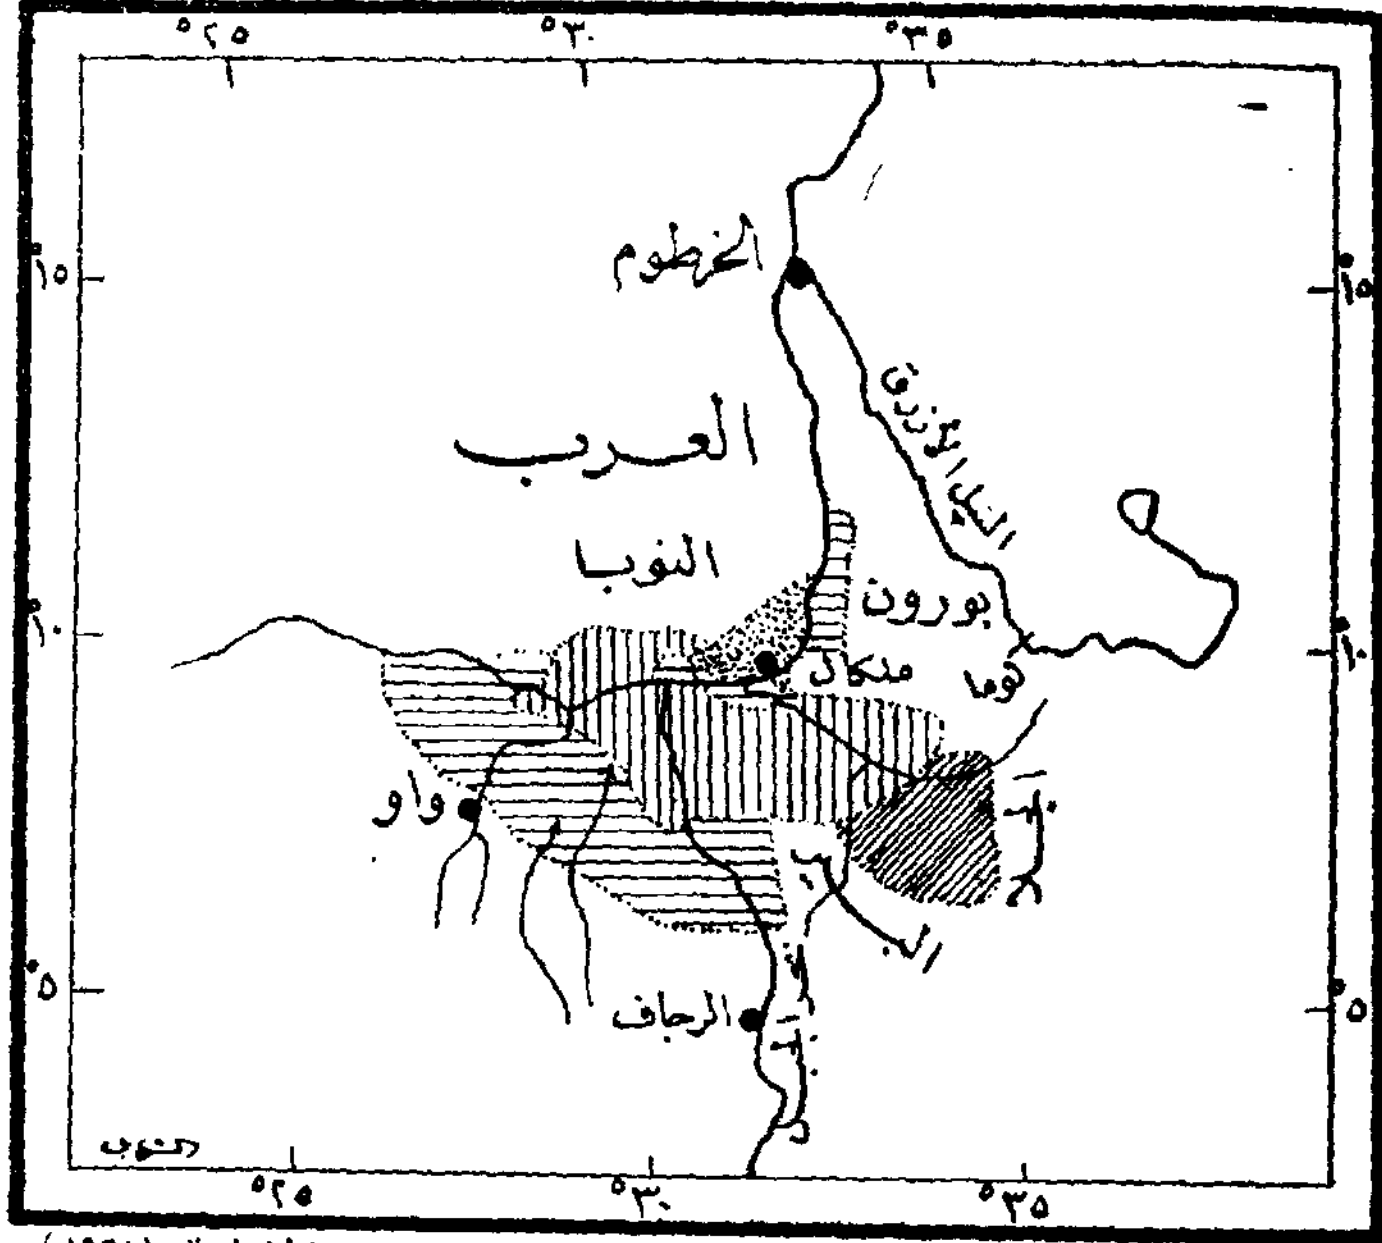 ٢٥° ٣٠° ٣٥°
الخرطوم
١٥° ١٥°
النيل الأزرق
العرب
النوبا
بورون
١٠° ١٠°
ملكال
كوما
واو
البير
٥° ٥°
الرجاف
٢٥° ٣٠° ٣٥°